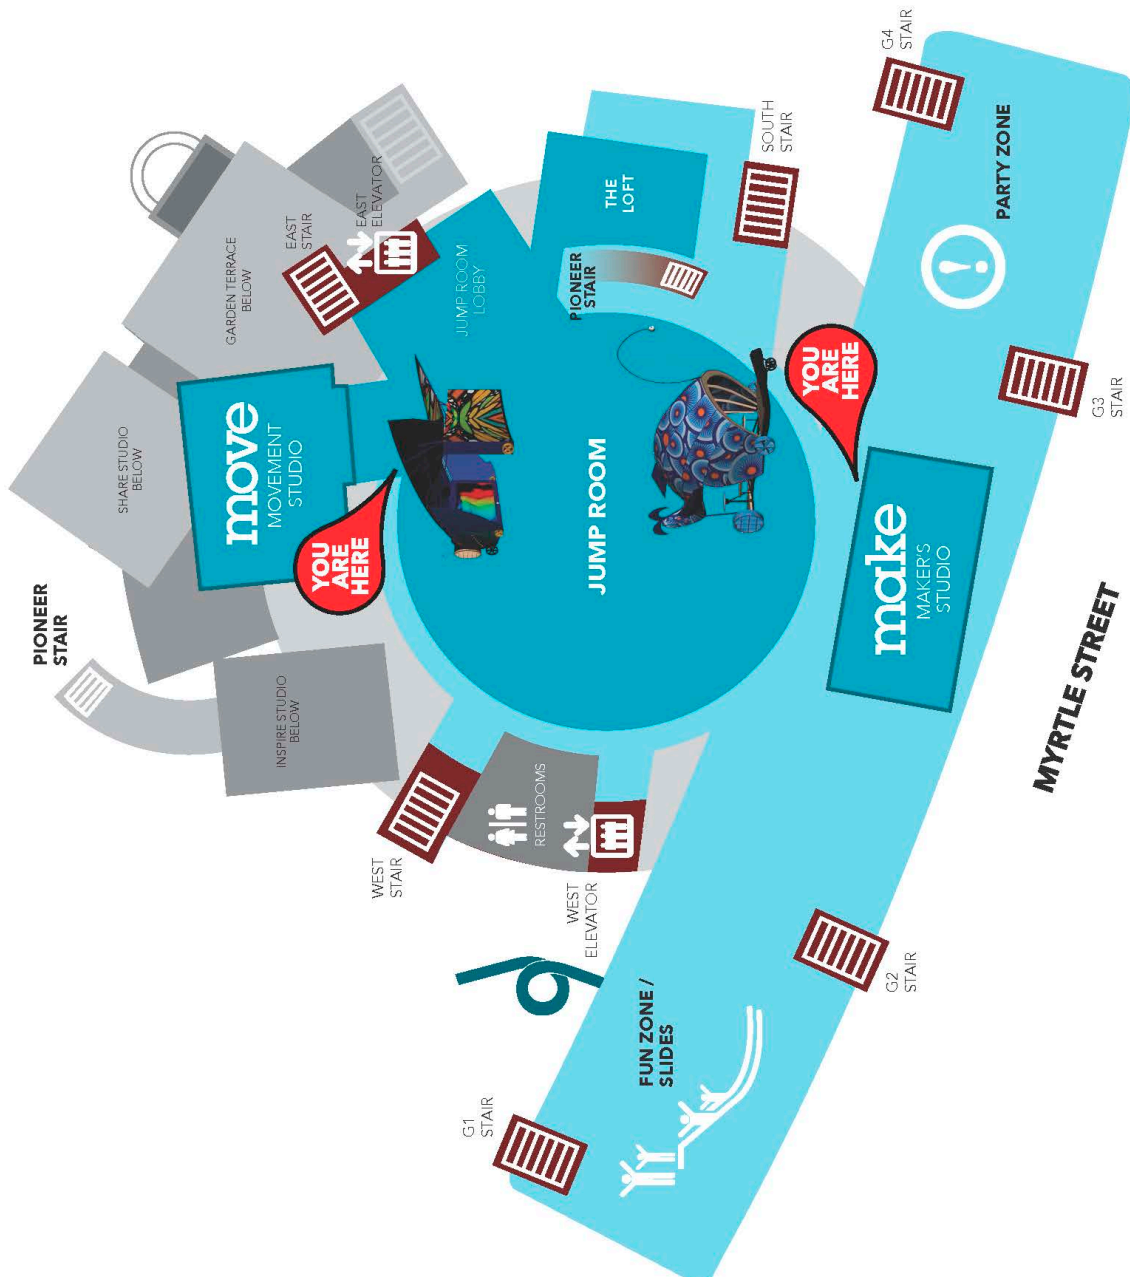 PIONEER
STAIR
SHARE STUDIO
BELOW
GARDEN TERRACE
BELOW
EAST
STAIR
EAST
ELEVATOR
INSPIRE STUDIO
BELOW
move
MOVEMENT
STUDIO
YOU
ARE
HERE
JUMP ROOM
LOBBY
WEST
STAIR
RESTROOMS
WEST
ELEVATOR
JUMP ROOM
PIONEER
STAIR
THE
LOFT
SOUTH
STAIR
YOU
ARE
HERE
G1
STAIR
FUN ZONE /
SLIDES
G2
STAIR
make
MAKER'S
STUDIO
G3
STAIR
PARTY ZONE
G4
STAIR
MYRTLE STREET